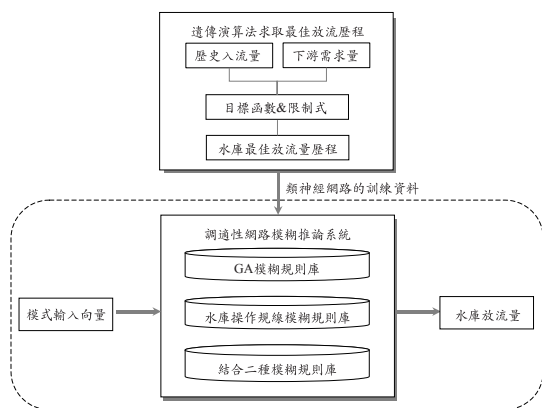 遺傳演算法求取最佳放流歷程
歷史入流量 下游需求量
目標函數&限制式
水庫最佳放流量歷程
類神經網路的訓練資料
調適性網路模糊推論系統
GA模糊規則庫
模式輸入向量 水庫操作規線模糊規則庫 水庫放流量
結合二種模糊規則庫